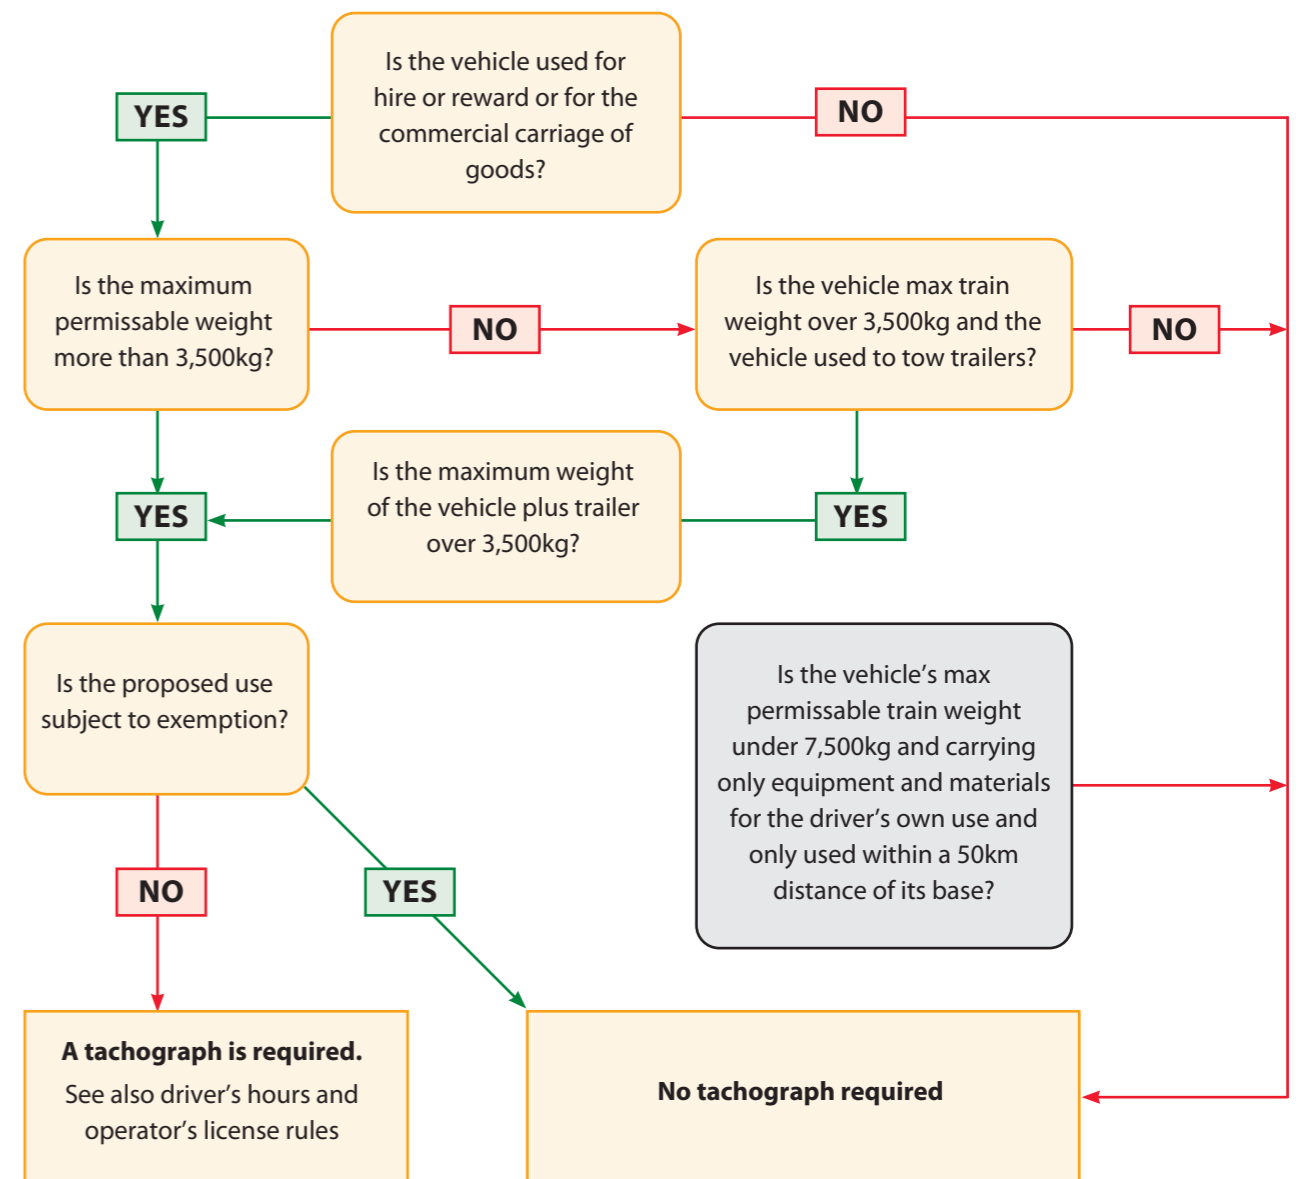 Is the vehicle used for
hire or reward or for the
commercial carriage of
goods?
YES
NO
Is the maximum
permissable weight
more than 3,500kg?
NO
Is the vehicle max train
weight over 3,500kg and the
vehicle used to tow trailers?
NO
Is the maximum weight
of the vehicle plus trailer
over 3,500kg?
YES
YES
Is the proposed use
subject to exemption?
Is the vehicle’s max
permissable train weight
under 7,500kg and carrying
only equipment and materials
for the driver’s own use and
only used within a 50km
distance of its base?
NO
YES
A tachograph is required.
See also driver’s hours and
operator’s license rules
No tachograph required